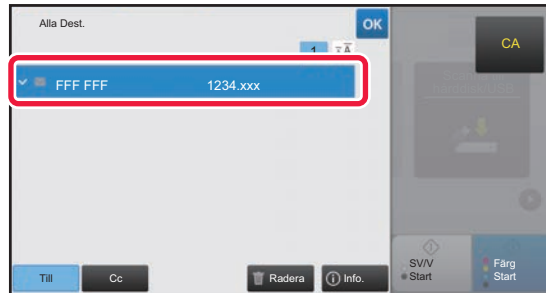 Alla Dest.
OK
CA
1
FFF FFF 1234.xxx
Till
Cc
Radera
Info.
SV/V
Start
Färg
Start